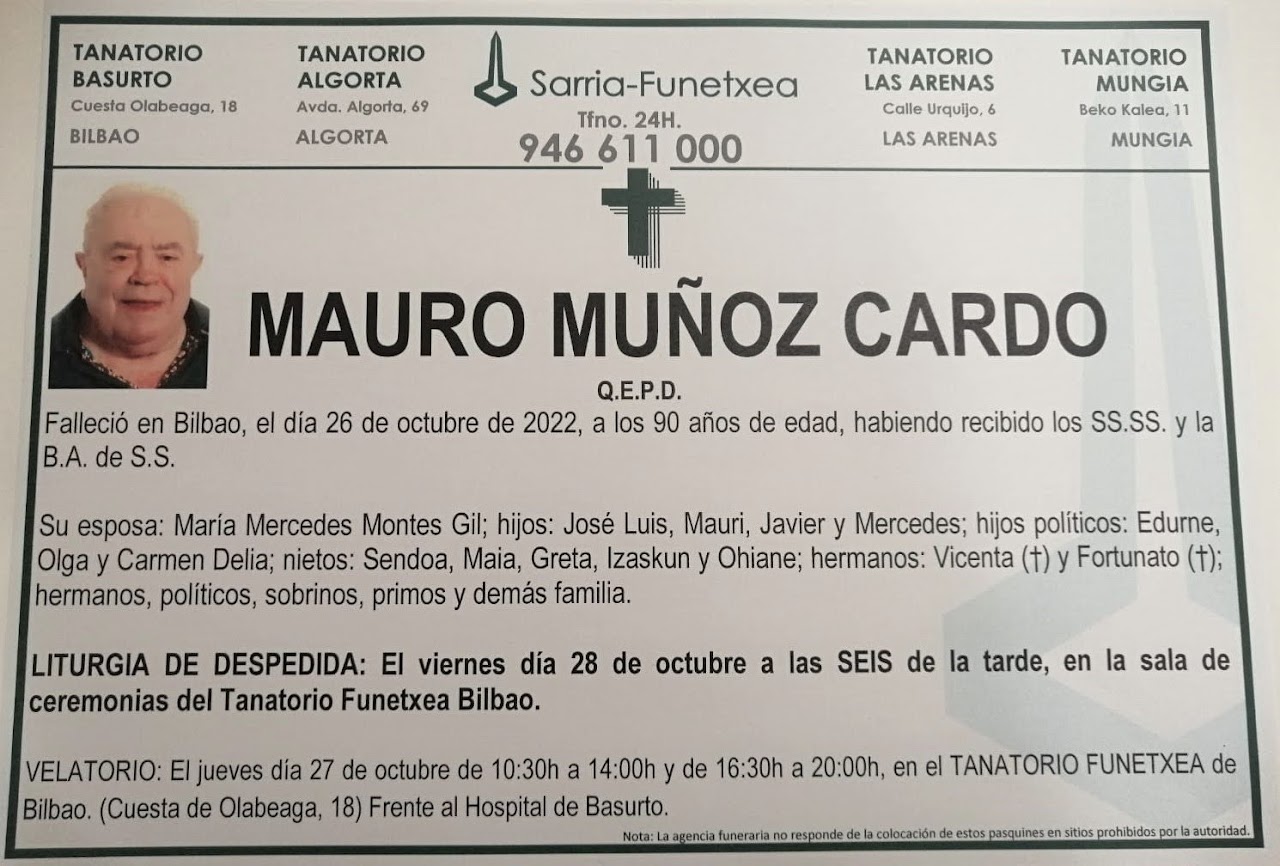 TANATORIO
BASURTO
Cuesta Olabeaga, 18
BILBAO
TANATORIO
ALGORTA
Avda. Algorta, 69
ALGORTA
Sarria-Funetxea
Tfno. 24H.
946 611 000
TANATORIO
LAS ARENAS
Calle Urquijo, 6
LAS ARENAS
TANATORIO
MUNGIA
Beko Kalea, 11
MUNGIA
MAURO MUÑOZ CARDO
Q.E.P.D.
Falleció en Bilbao, el día 26 de octubre de 2022, a los 90 años de edad, habiendo recibido los SS.SS. y la
B.A. de S.S.
Su esposa: María Mercedes Montes Gil; hijos: José Luis, Mauri, Javier y Mercedes; hijos políticos: Edurne,
Olga y Carmen Delia; nietos: Sendoa, Maia, Greta, Izaskun y Ohiane; hermanos: Vicenta (†) y Fortunato (†);
hermanos, políticos, sobrinos, primos y demás familia.
LITURGIA DE DESPEDIDA: El viernes día 28 de octubre a las SEIS de la tarde, en la sala de
ceremonias del Tanatorio Funetxea Bilbao.
VELATORIO: El jueves día 27 de octubre de 10:30h a 14:00h y de 16:30h a 20:00h, en el TANATORIO FUNETXEA de
Bilbao. (Cuesta de Olabeaga, 18) Frente al Hospital de Basurto.
Nota: La agencia funeraria no responde de la colocación de estos pasquines en sitios prohibidos por la autoridad.